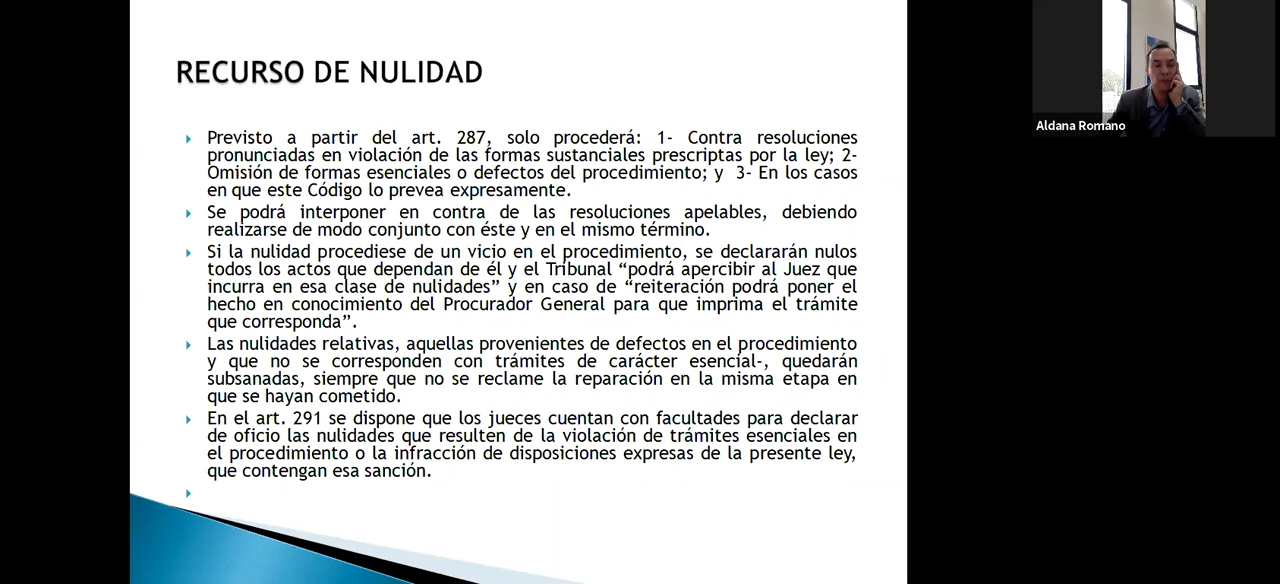 RECURSO DE NULIDAD
Previsto a partir del art. 287, solo procederá: 1- Contra resoluciones
pronunciadas en violación de las formas sustanciales prescriptas por la ley; 2-
Omisión de formas esenciales o defectos del procedimiento; y 3- En los casos
en que este Código lo prevea expresamente.
Se podrá interponer en contra de las resoluciones apelables, debiendo
realizarse de modo conjunto con éste y en el mismo término.
Si la nulidad procediese de un vicio en el procedimiento, se declararán nulos
todos los actos que dependan de él y el Tribunal “podrá apercibir al Juez que
incurra en esa clase de nulidades” y en caso de “reiteración podrá poner el
hecho en conocimiento del Procurador General para que imprima el trámite
que corresponda”.
Las nulidades relativas, aquellas provenientes de defectos en el procedimiento
y que no se corresponden con trámites de carácter esencial-, quedarán
subsanadas, siempre que no se reclame la reparación en la misma etapa en
que se hayan cometido.
En el art. 291 se dispone que los jueces cuentan con facultades para declarar
de oficio las nulidades que resulten de la violación de trámites esenciales en
el procedimiento o la infracción de disposiciones expresas de la presente ley,
que contengan esa sanción.
Aldana Romano